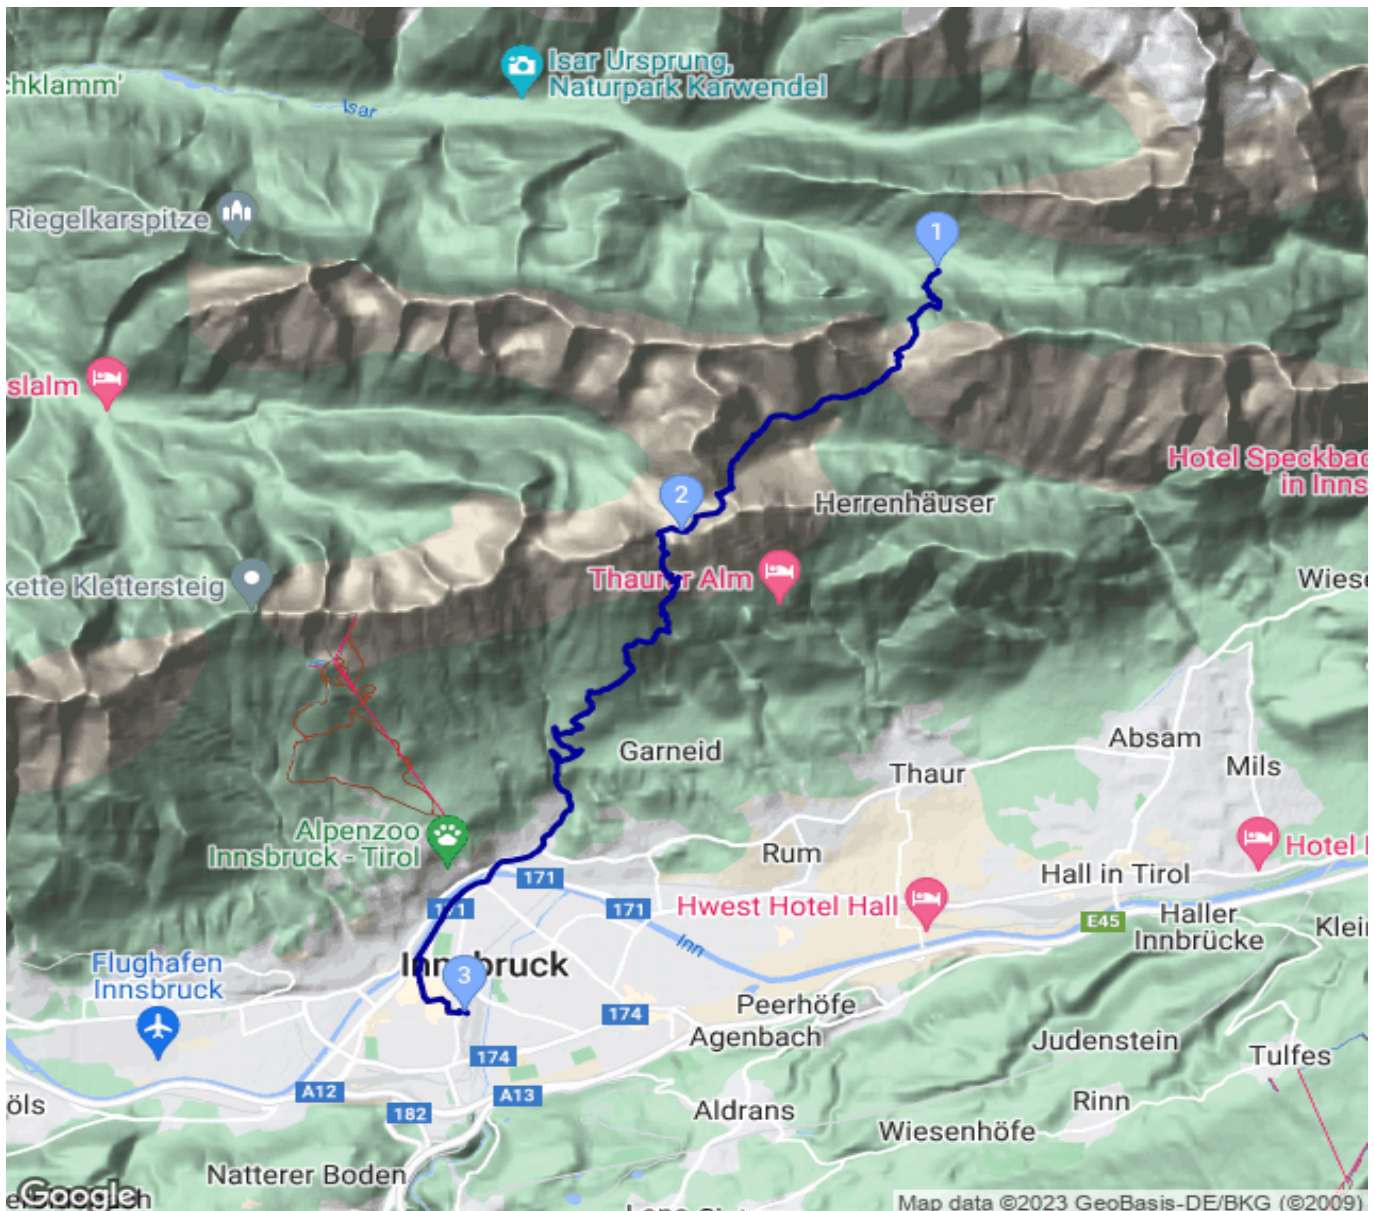 Isar Ursprung,
Naturpark Karwendel
chklamm'
Isar
Riegelkarspitze
1
slalm
Hotel Speckbac
in Inns
2
Herrenhäuser
Thaurer Alm
Wiese
kette Klettersteig
Absam
Garneid
Mils
Thaur
Alpenzoo
Innsbruck - Tirol
Rum
Hotel
Hall in Tirol
171
171
171
Hwest Hotel Hall
E45
Haller
Innbrücke
Klei
Inn
Innsbruck
Flughafen
Innsbruck
3
Peerhöfe
174
Agenbach
Judenstein
Tulfes
174
A12
A13
öls
182
Aldrans
Rinn
Wiesenhöfe
Natterer Boden
Google
Map data ©2023 GeoBasis-DE/BKG (©2009)